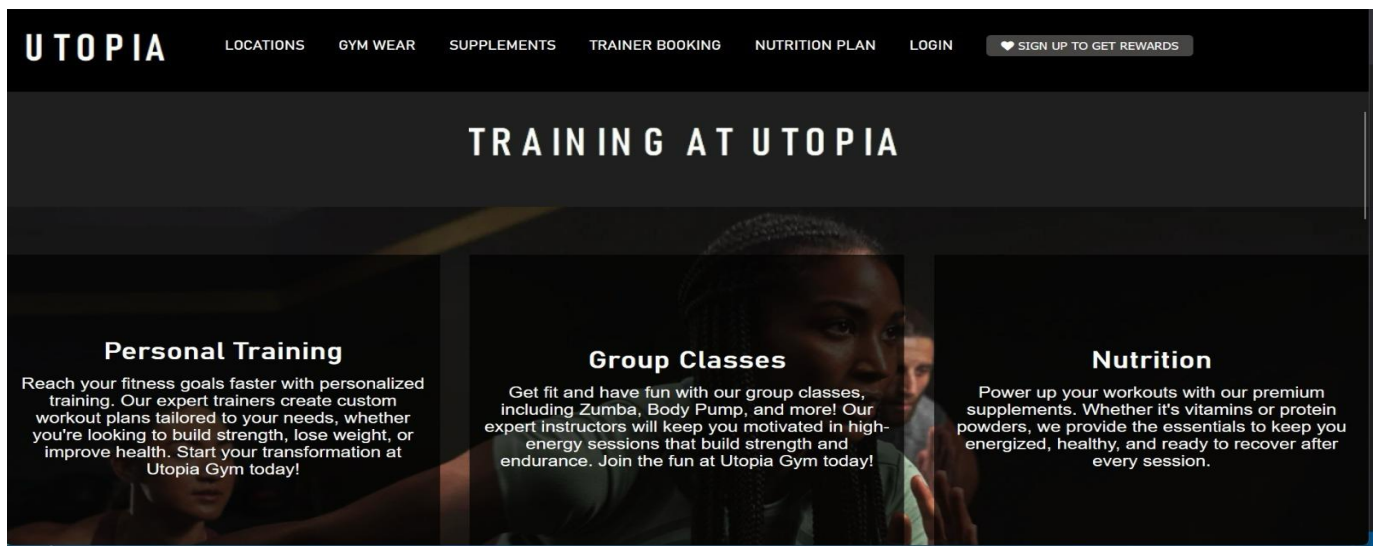 UTOPIA
LOCATIONS
GYM WEAR
SUPPLEMENTS
TRAINER BOOKING
NUTRITION PLAN
LOGIN
SIGN UP TO GET REWARDS
TRAINING AT UTOPIA
Personal Training
Reach your fitness goals faster with personalized
training. Our expert trainers create custom
workout plans tailored to your needs, whether
you're looking to build strength, lose weight, or
improve health. Start your transformation at
Utopia Gym today!
Group Classes
Get fit and have fun with our group classes,
including Zumba, Body Pump, and more! Our
expert instructors will keep you motivated in high-
energy sessions that build strength and
endurance. Join the fun at Utopia Gym today!
Nutrition
Power up your workouts with our premium
supplements. Whether it's vitamins or protein
powders, we provide the essentials to keep you
energized, healthy, and ready to recover after
every session.